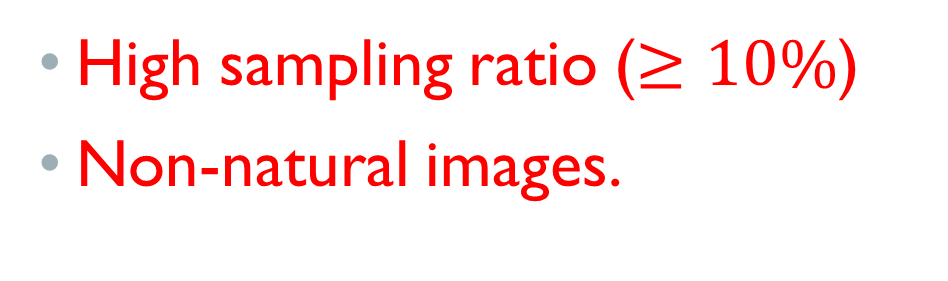 • High sampling ratio (≥ 10%)
• Non-natural images.